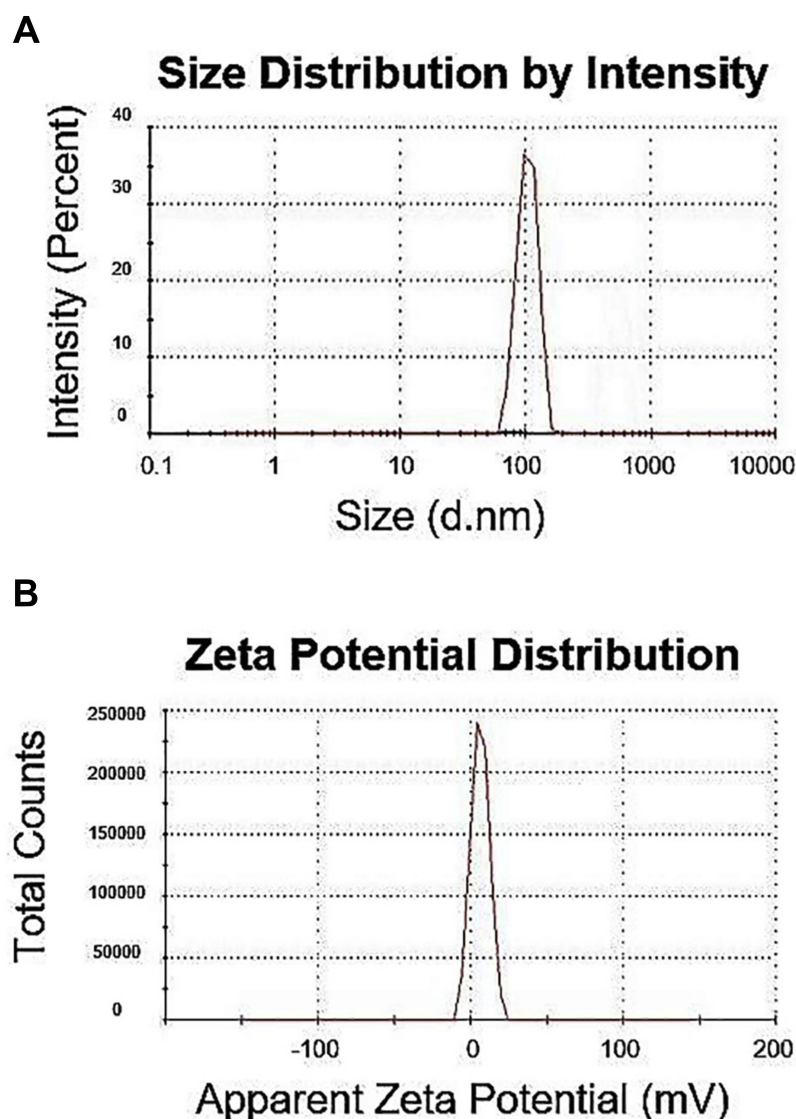 A
Size Distribution by Intensity
Intensity (Percent)
40
30
20
10
0
0.1 1 10 100 1000 10000
Size (d.nm)
B
Zeta Potential Distribution
Total Counts
250000
200000
150000
100000
50000
0
-100 0 100 200
Apparent Zeta Potential (mV)